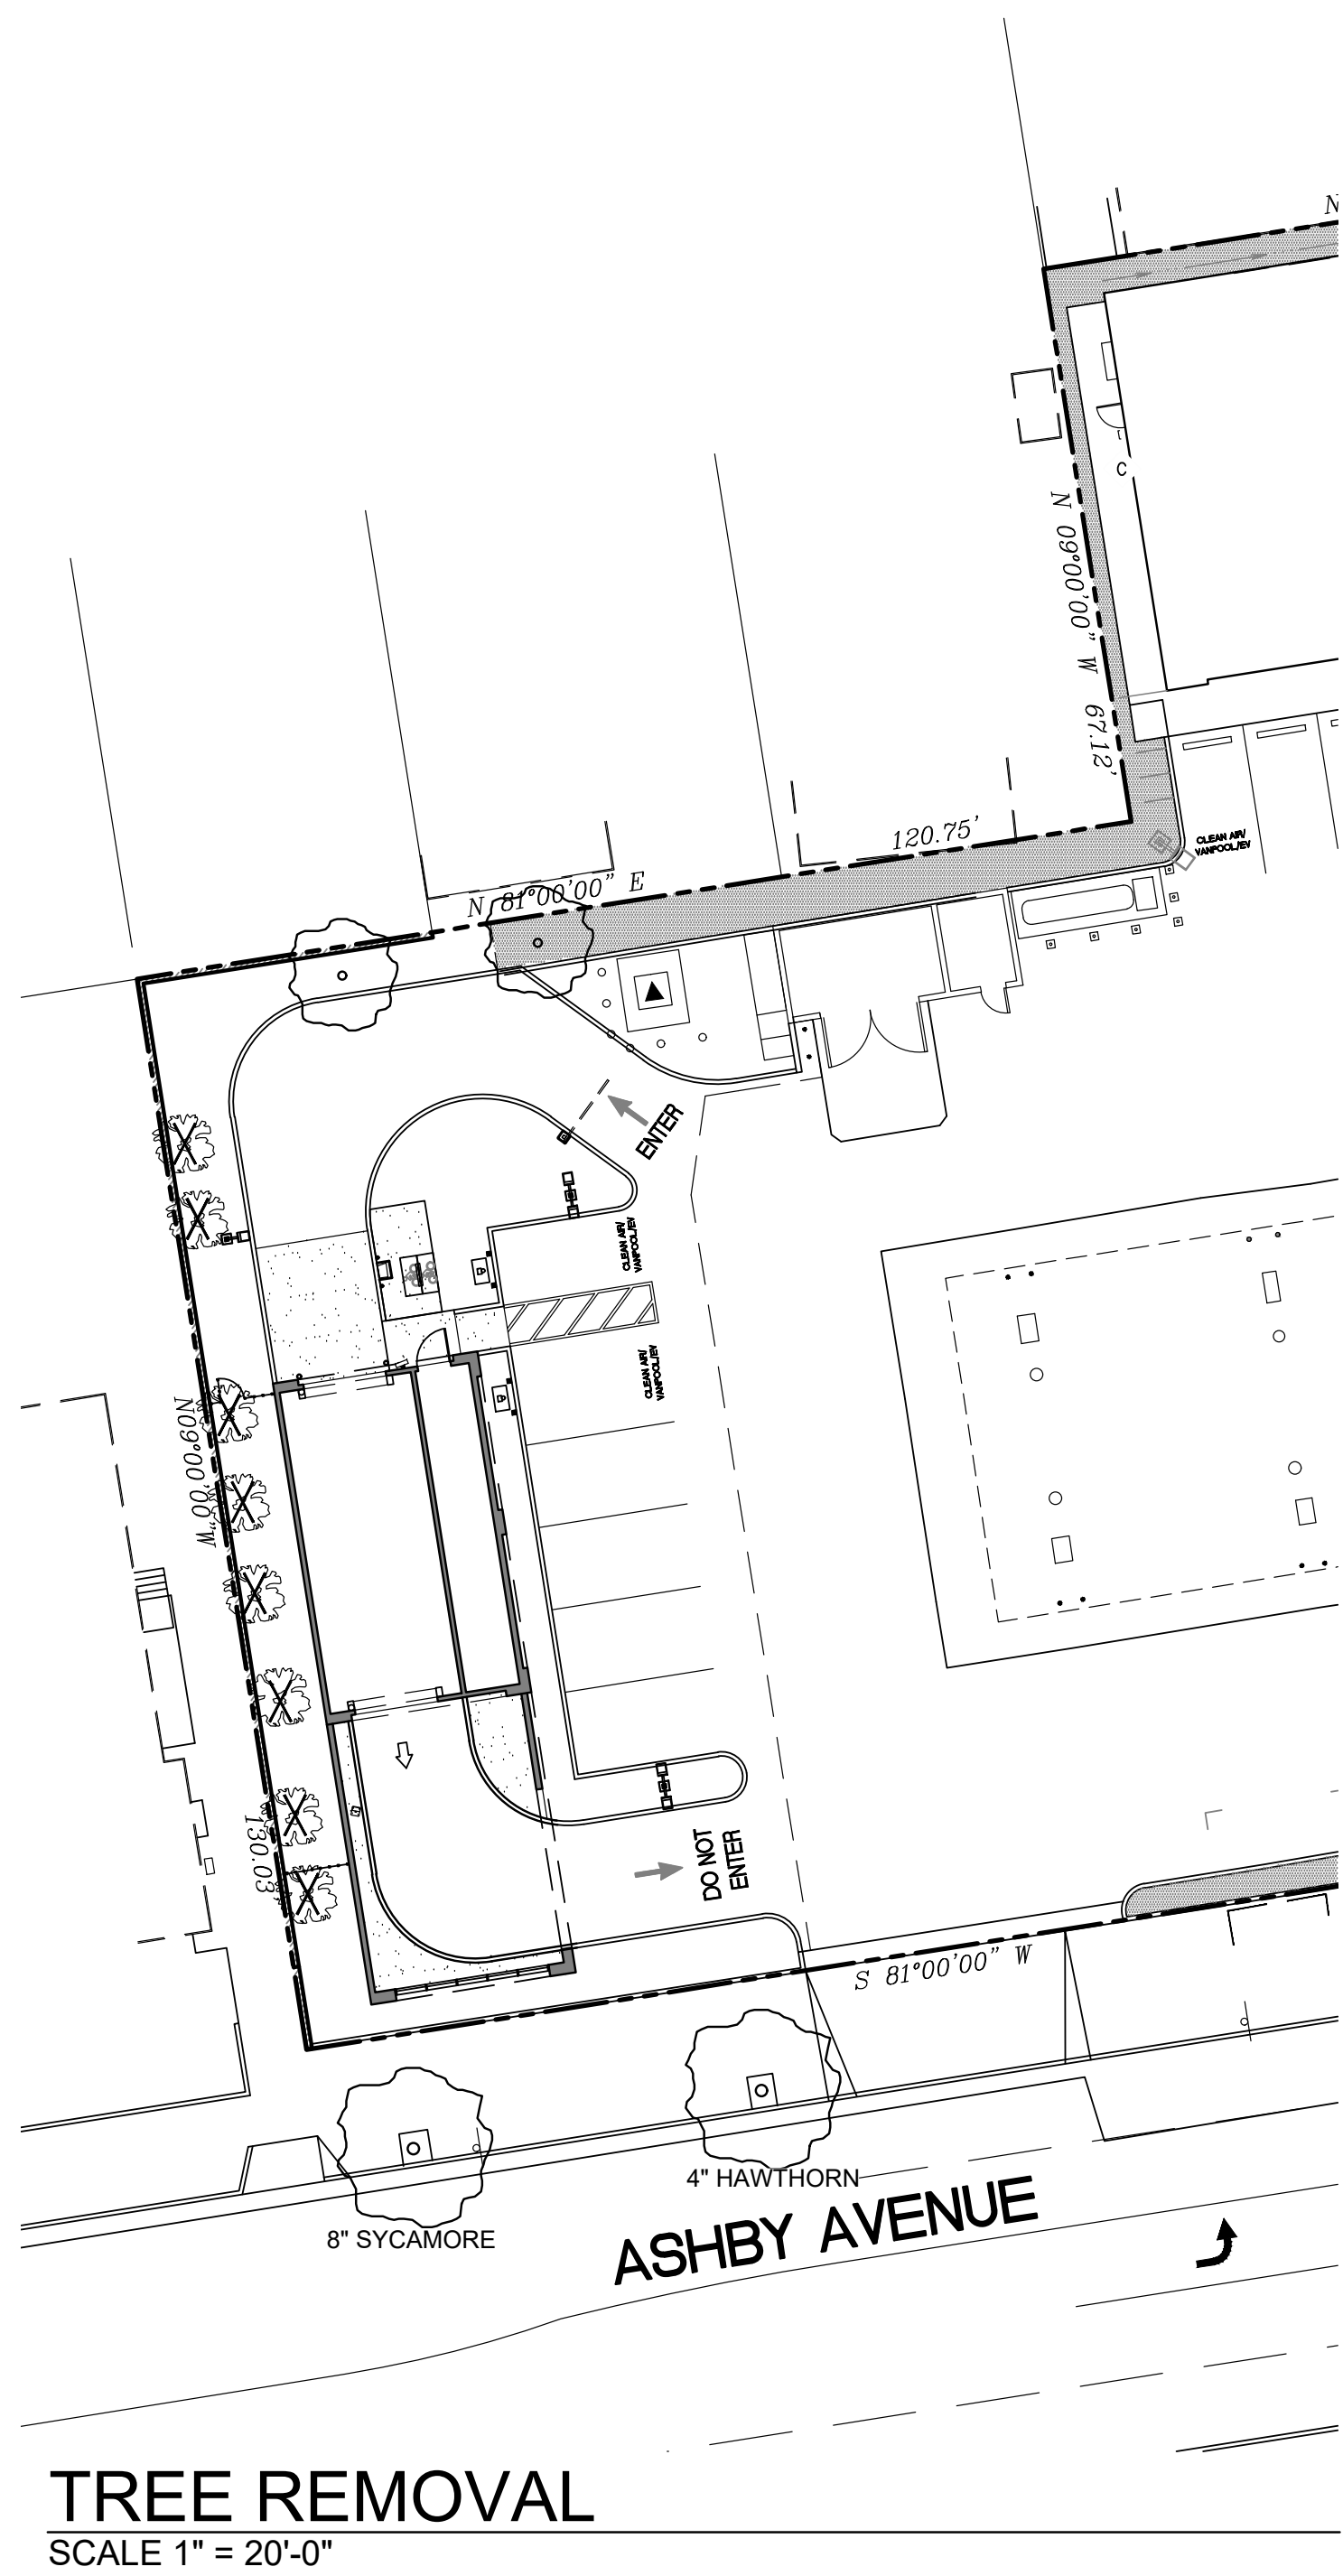 N
N 09°00'00" W 67.12'
C
120.75'
N 81°00'00" E
CLEAN AIR/
VANPOOL/EV
ENTER
CLEAN AIR/
VANPOOL/EV
CLEAN AIR/
VANPOOL/EV
N09°00'00"W
130.03'
DO NOT
ENTER
S 81°00'00" W
4" HAWTHORN
8" SYCAMORE
ASHBY AVENUE
TREE REMOVAL
SCALE 1" = 20'-0"